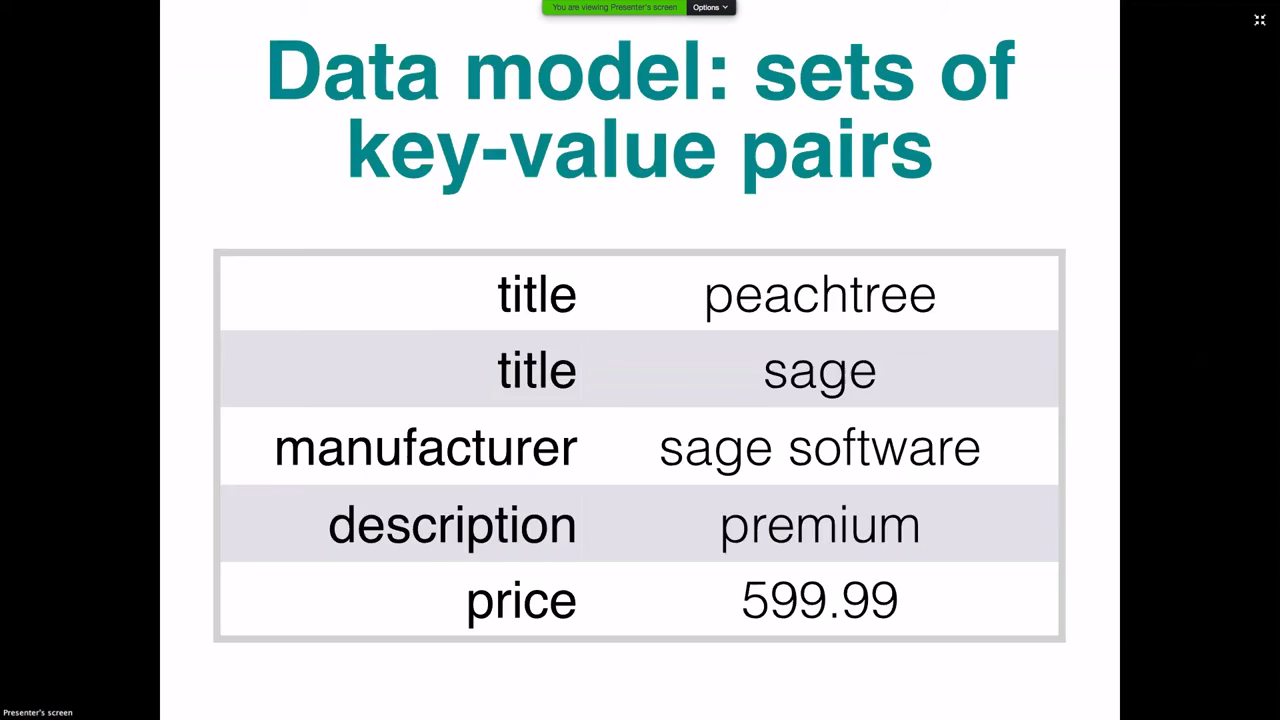 You are viewing Presenter's screen Options
Data model: sets of
key-value pairs
title peachtree
title sage
manufacturer sage software
description premium
price 599.99
Presenter's screen